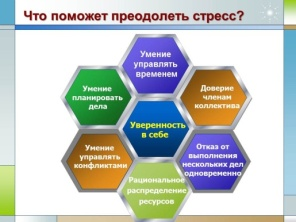 Что поможет преодолеть стресс?
Умение
управлять
временем
Умение
планировать
дела
Доверие
членам
коллектива
Уверенность
в себе
Умение
управлять
конфликтами
Отказ от
выполнения
нескольких дел
одновременно
Рациональное
распределение
ресурсов